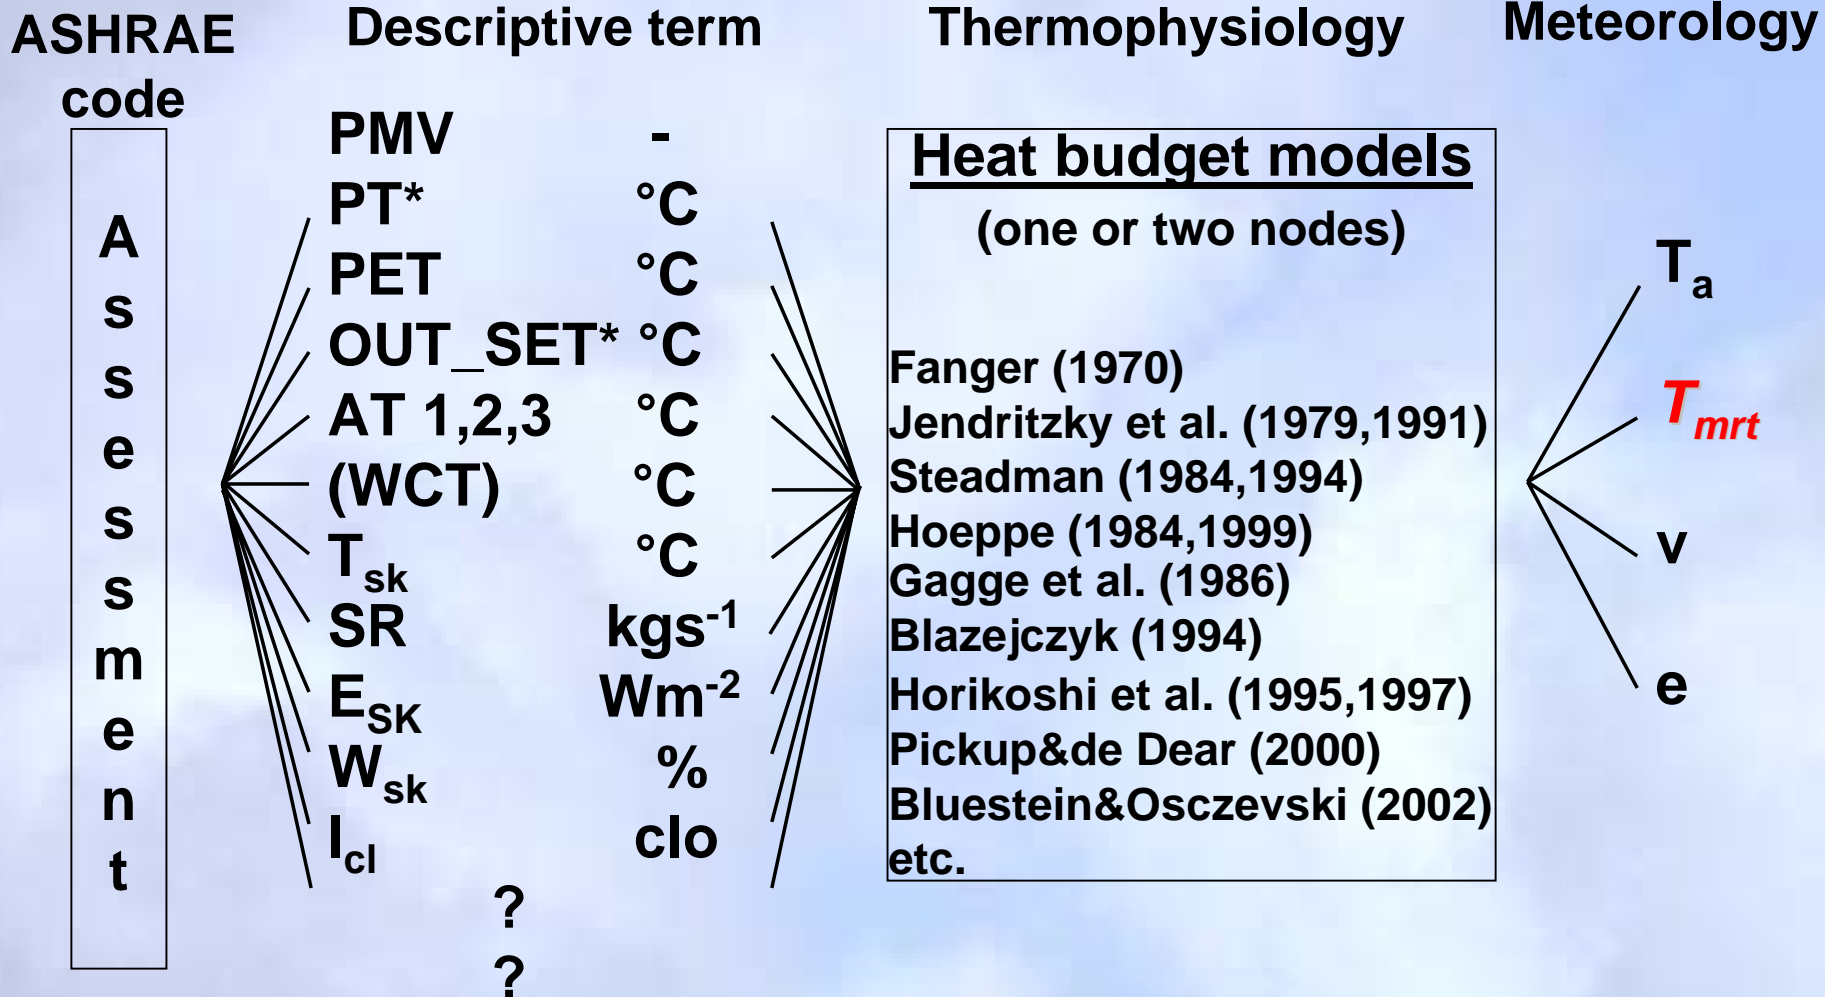 ASHRAE code
Descriptive term
Thermophysiology
Meteorology
Assessment
PMV -
PT* °C
PET °C
OUT_SET* °C
AT 1,2,3 °C
(WCT) °C
Tsk °C
SR kgs-1
ESK Wm-2
Wsk %
Icl clo
?
?
Heat budget models
(one or two nodes)
Fanger (1970)
Jendritzky et al. (1979,1991)
Steadman (1984,1994)
Hoeppe (1984,1999)
Gagge et al. (1986)
Blazejczyk (1994)
Horikoshi et al. (1995,1997)
Pickup&de Dear (2000)
Bluestein&Osczevski (2002)
etc.
Ta
Tmrt
v
e